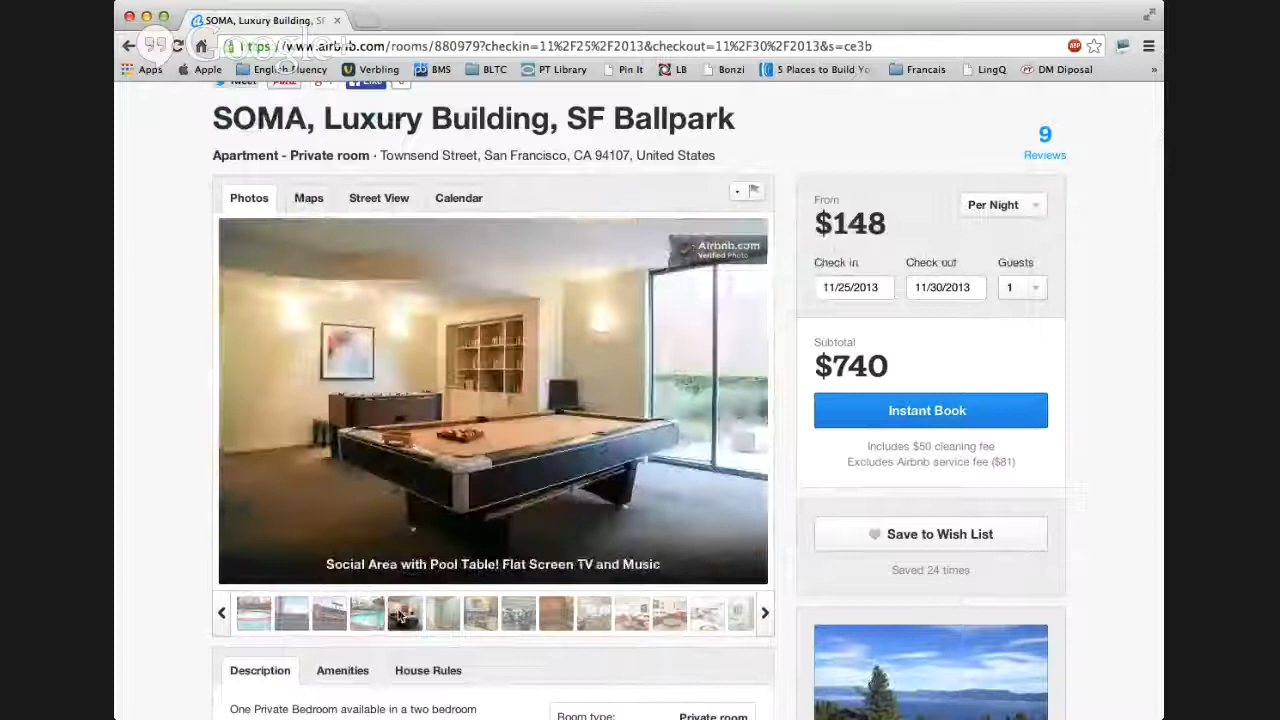 SOMA, Luxury Building, SF
Google+
https://www.airbnb.com/rooms/880979?checkin=11%2F25%2F2013&checkout=11%2F30%2F2013&s=ce3b
ABP
Apps Apple English Fluency Verbling BMS BLTC PT Library Pin It LB Bonzi 5 Places to Build Yo Francais LingQ DM Diposal »
Tweet
SOMA, Luxury Building, SF Ballpark
Apartment - Private room · Townsend Street, San Francisco, CA 94107, United States
9
Reviews
Photos Maps Street View Calendar
Airbnb.com
Verified Photo
Social Area with Pool Table! Flat Screen TV and Music
From
$148
Per Night
Check in Check out Guests
11/25/2013 11/30/2013 1
Subtotal
$740
Instant Book
Includes $50 cleaning fee
Excludes Airbnb service fee ($81)
Save to Wish List
Saved 24 times
Description Amenities House Rules
One Private Bedroom available in a two bedroom
Room type: Private room